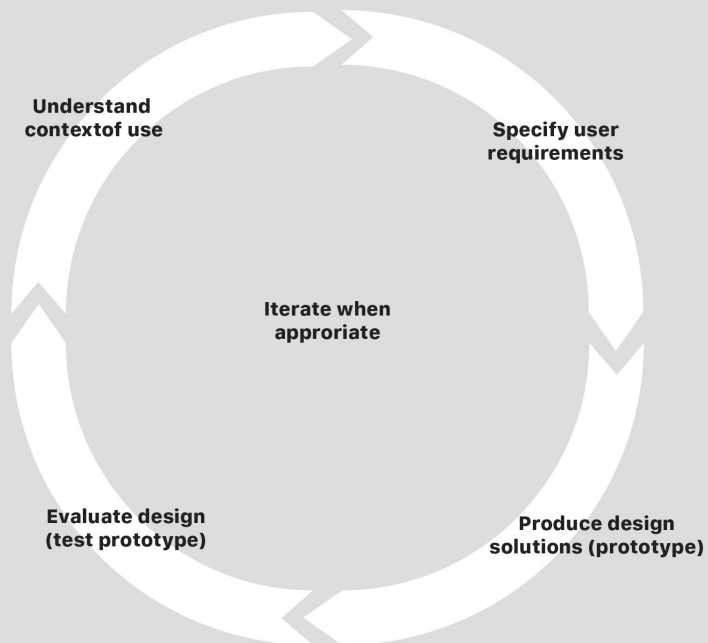 Understand
contextof use
Specify user
requirements
Iterate when
approriate
Evaluate design
(test prototype)
Produce design
solutions (prototype)